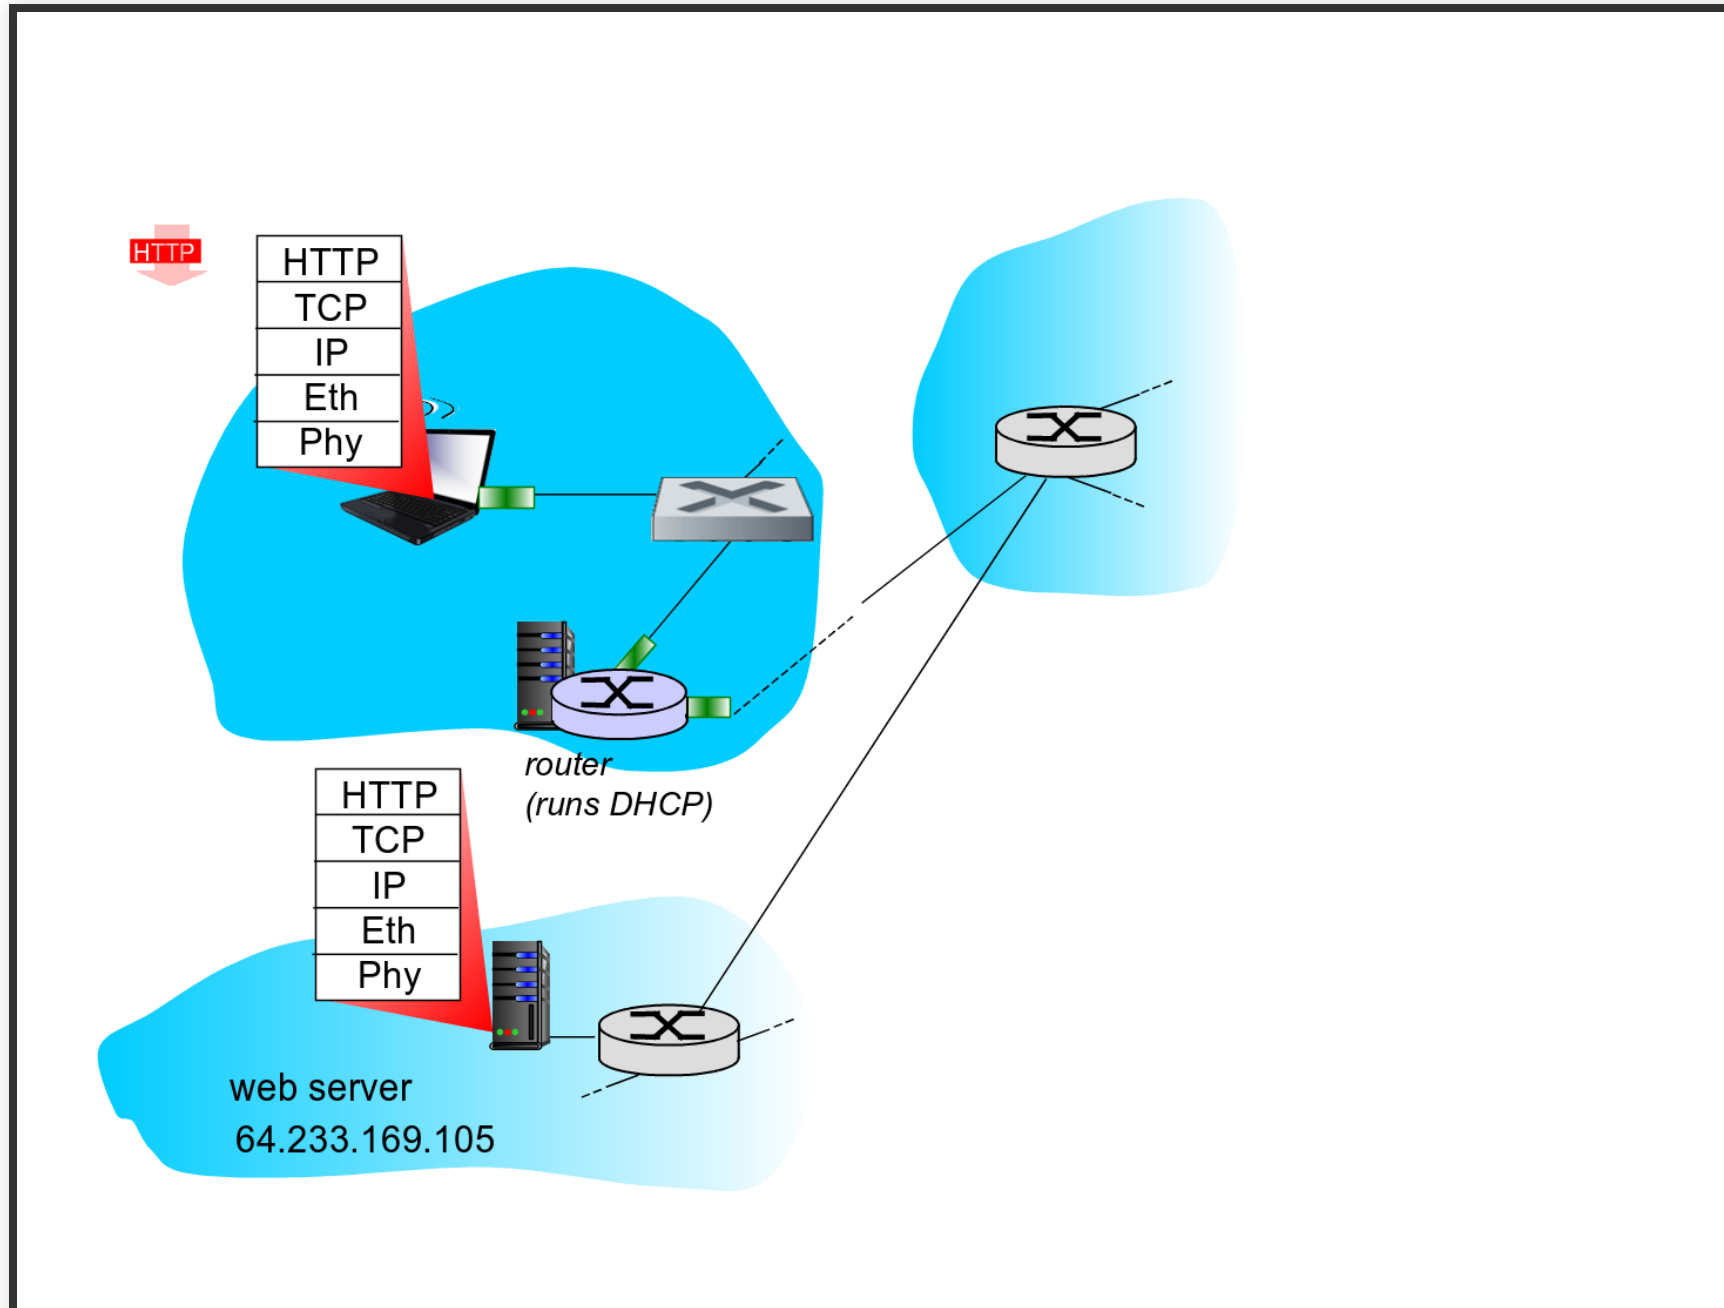 HTTP
HTTP
TCP
IP
Eth
Phy
router
(runs DHCP)
HTTP
TCP
IP
Eth
Phy
web server
64.233.169.105